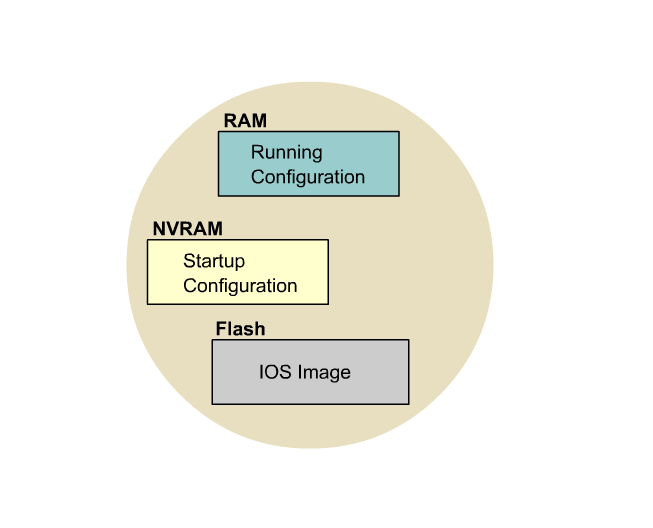 RAM
Running
Configuration
NVRAM
Startup
Configuration
Flash
IOS Image